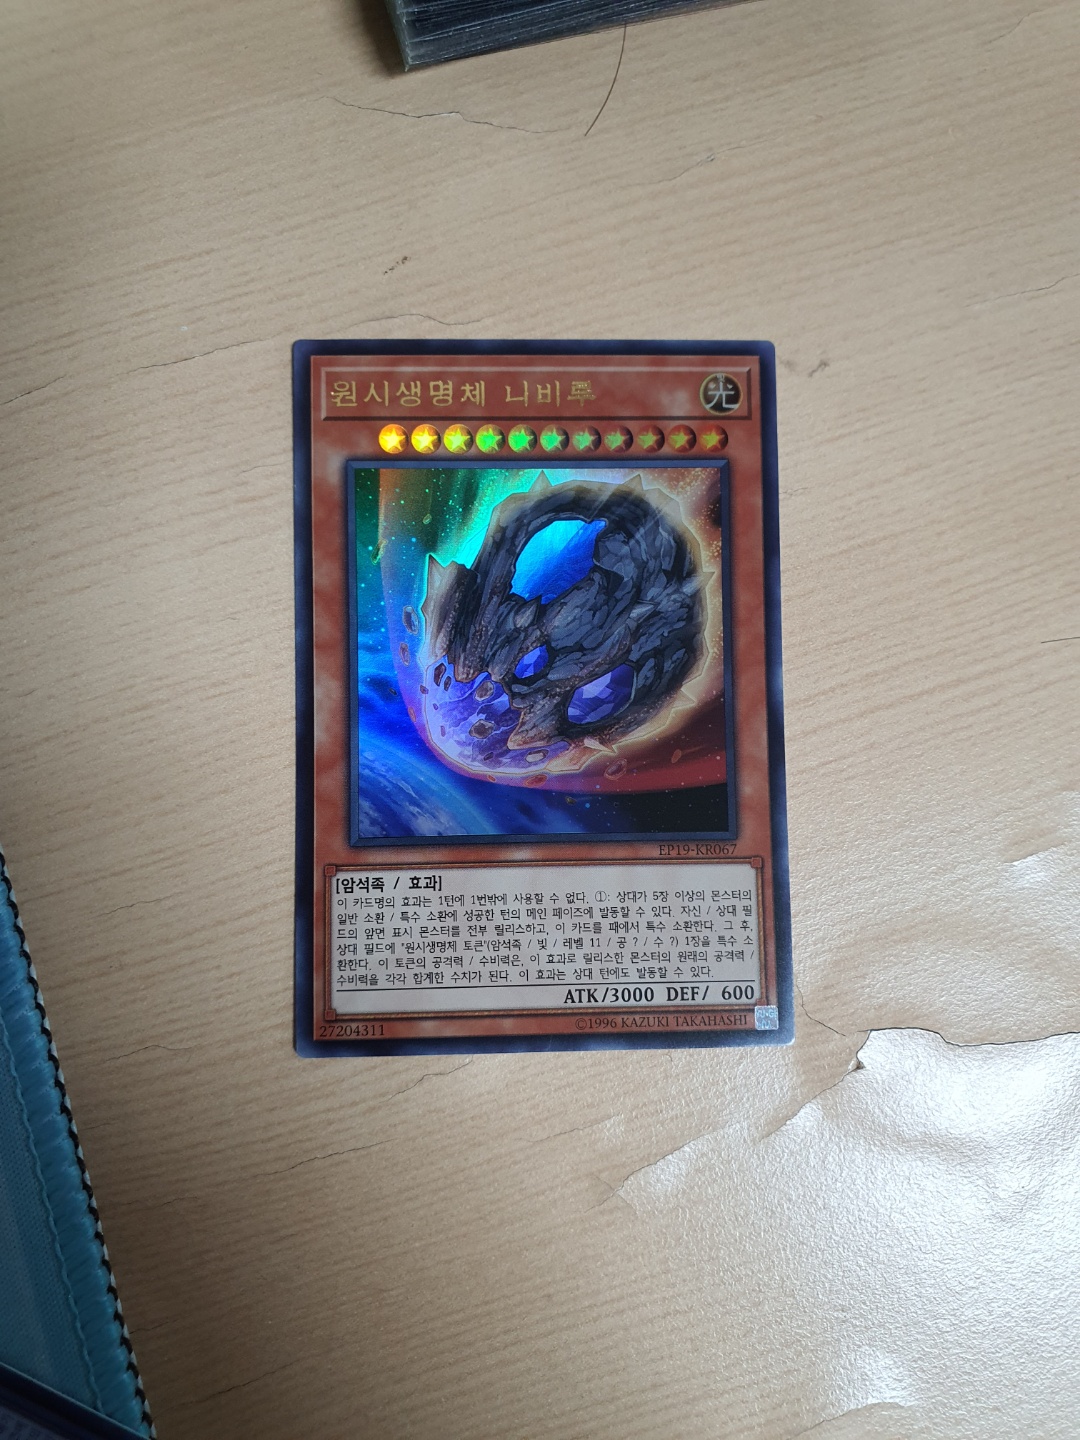 원시생명체 니비루
光
EP19-KR067
[암석족 / 효과]
이 카드명의 효과는 1턴에 1번밖에 사용할 수 없다. ①: 상대가 5장 이상의 몬스터의
일반 소환 / 특수 소환에 성공한 턴의 메인 페이즈에 발동할 수 있다. 자신 / 상대 필
드의 앞면 표시 몬스터를 전부 릴리스하고, 이 카드를 패에서 특수 소환한다. 그 후,
상대 필드에 "원시생명체 토큰"(암석족 / 빛 / 레벨 11 / 공 ? / 수 ?) 1장을 특수 소
환한다. 이 토큰의 공격력 / 수비력은, 이 효과로 릴리스한 몬스터의 원래의 공격력 /
수비력을 각각 합계한 수치가 된다. 이 효과는 상대 턴에도 발동할 수 있다.
ATK/3000 DEF/ 600
27204311
©1996 KAZUKI TAKAHASHI